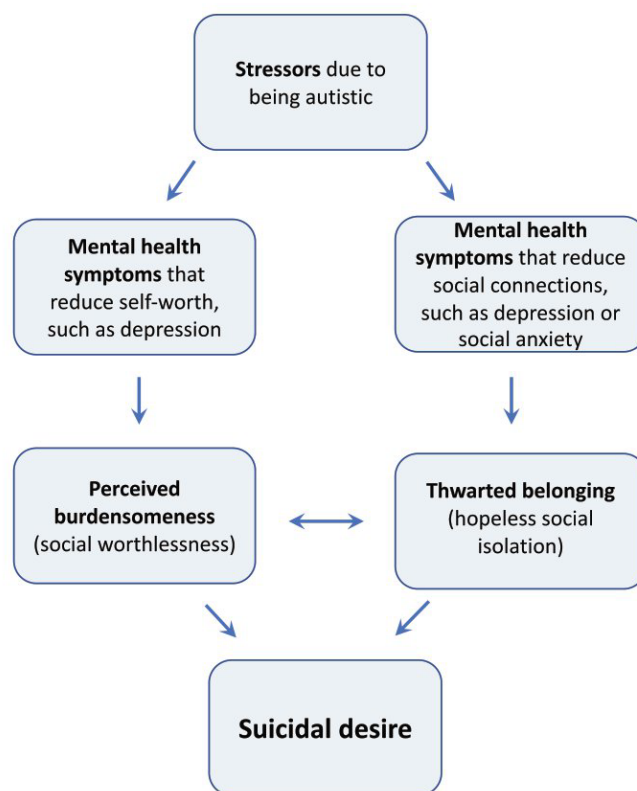 Stressors due to
being autistic
Mental health
symptoms that
reduce self-worth,
such as depression
Mental health
symptoms that reduce
social connections,
such as depression or
social anxiety
Perceived
burdensomeness
(social worthlessness)
Thwarted belonging
(hopeless social
isolation)
Suicidal desire